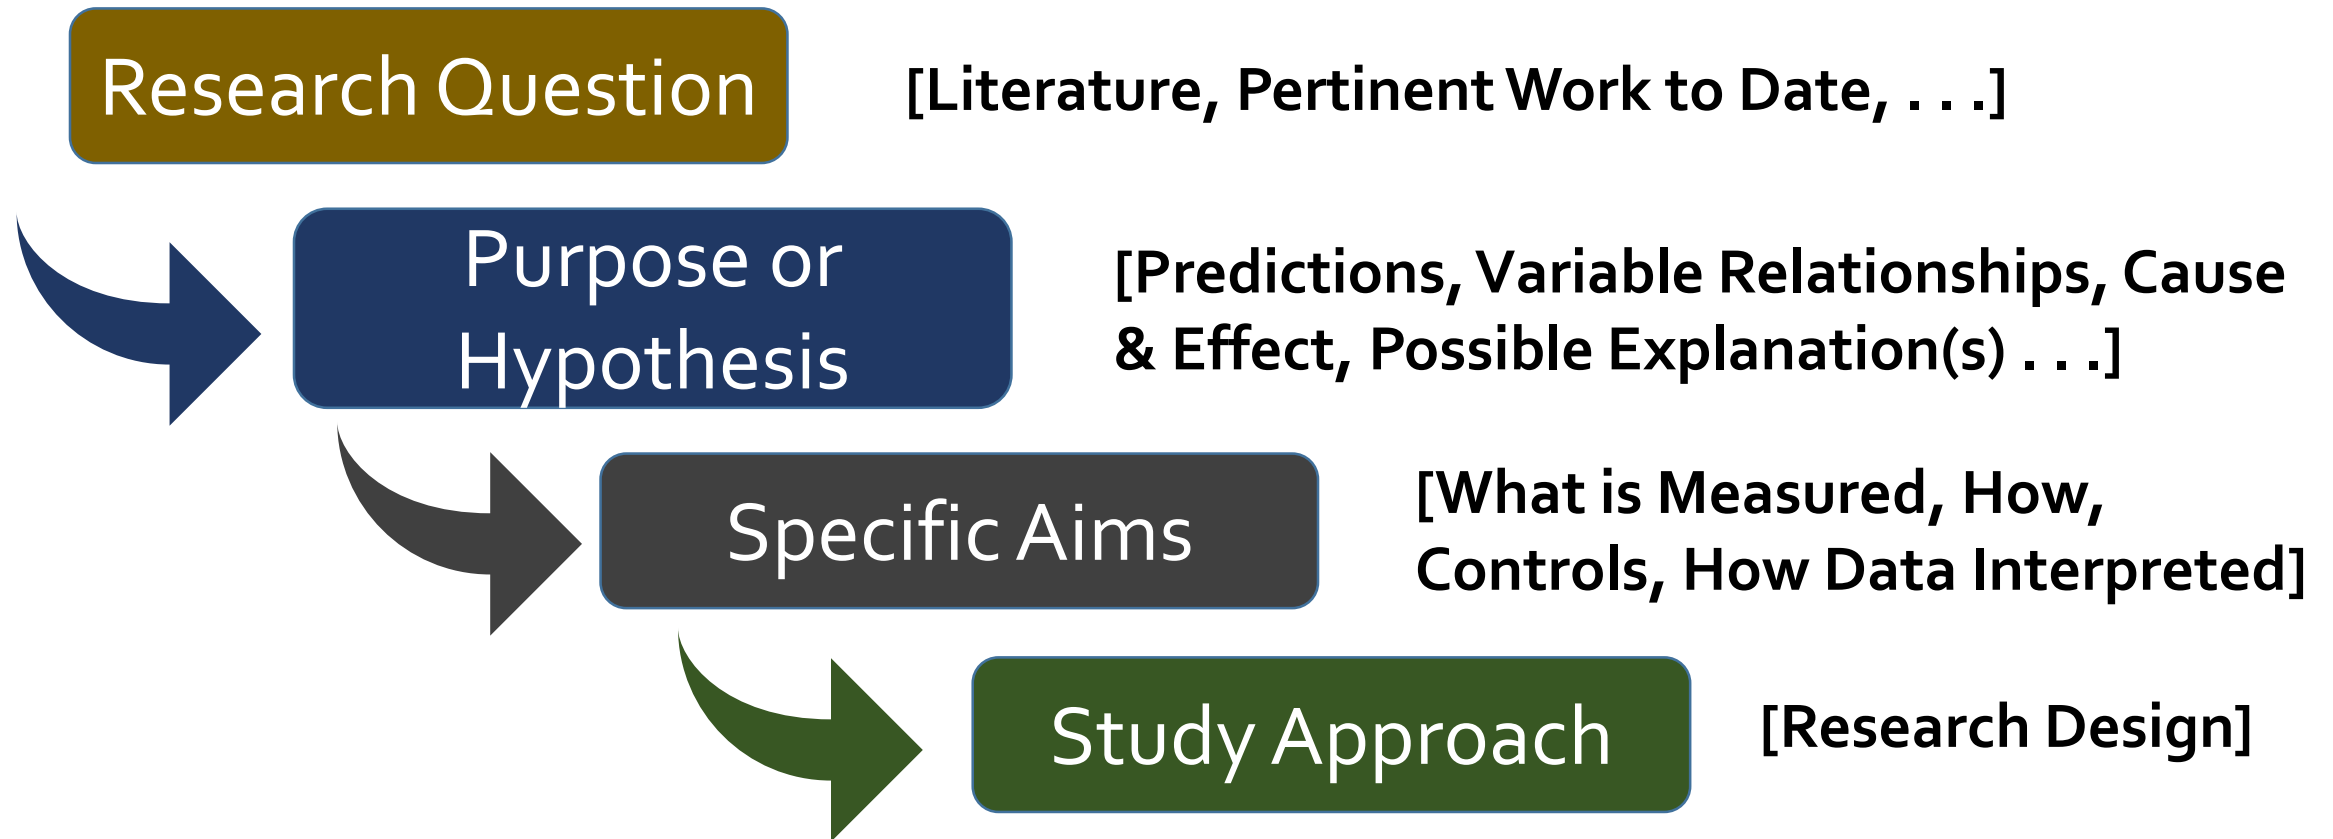 Research Question
[Literature, Pertinent Work to Date, . . .]
Purpose or
Hypothesis
[Predictions, Variable Relationships, Cause
& Effect, Possible Explanation(s) . . .]
Specific Aims
[What is Measured, How,
Controls, How Data Interpreted]
Study Approach
[Research Design]